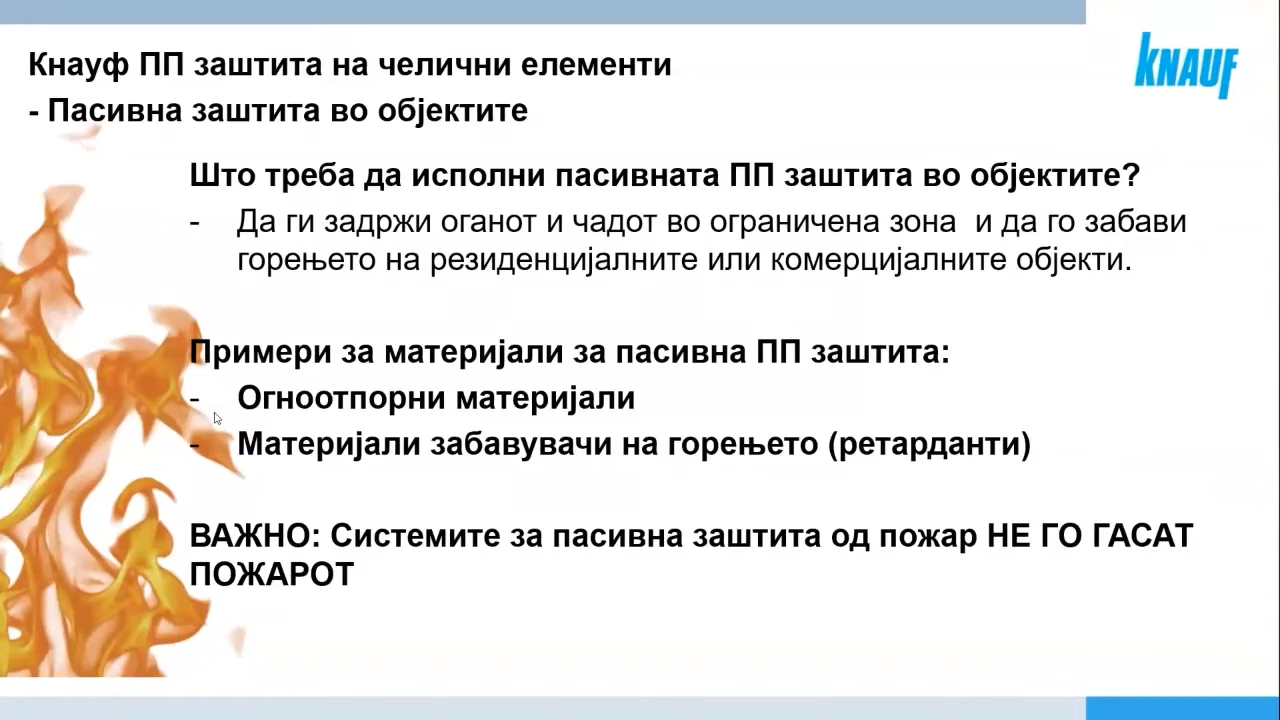 Кнауф ПП заштита на челични елементи
- Пасивна заштита во објектите
KNAUF
Што треба да исполни пасивната ПП заштита во објектите?
- Да ги задржи оганот и чадот во ограничена зона и да го забави
горењето на резиденцијалните или комерцијалните објекти.
Примери за материјали за пасивна ПП заштита:
- Огноотпорни материјали
- Материјали забавувачи на горењето (ретарданти)
ВАЖНО: Системите за пасивна заштита од пожар НЕ ГО ГАСАТ
ПОЖАРОТ